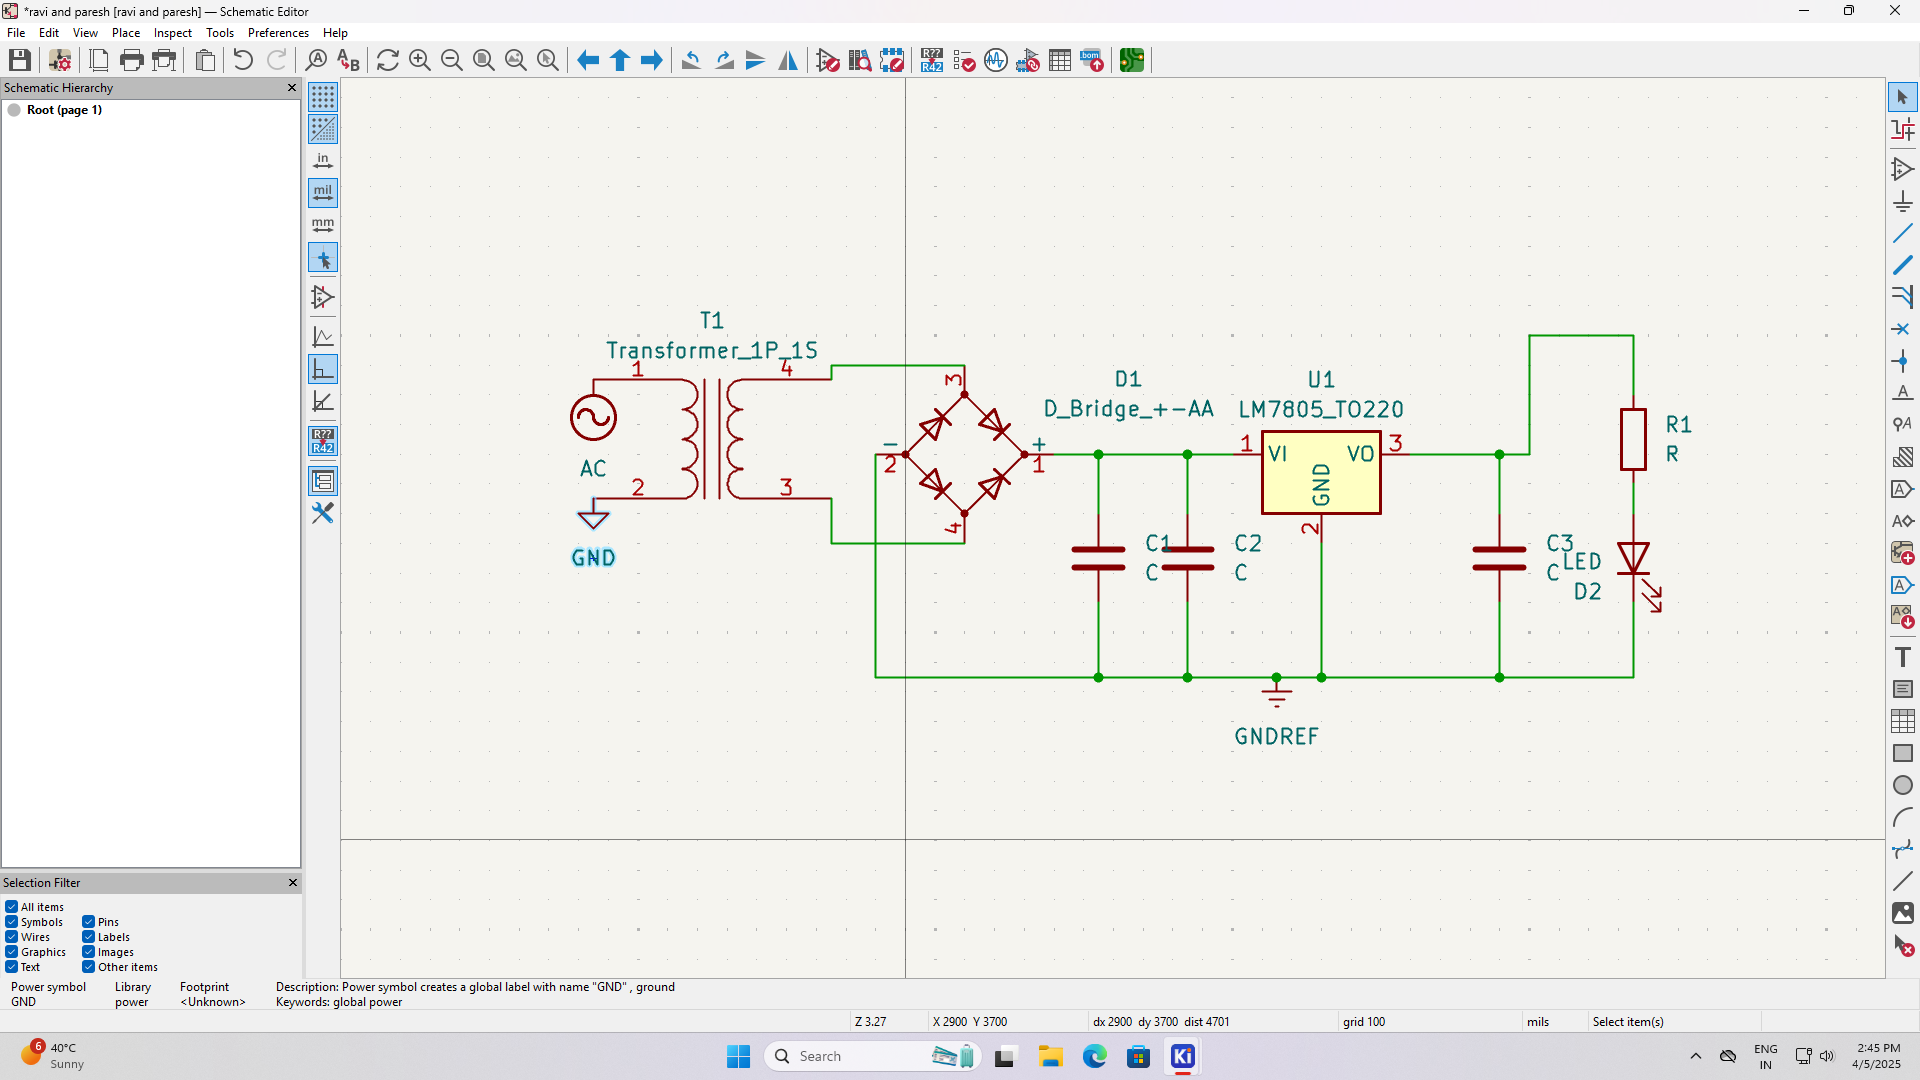 *ravi and paresh [ravi and paresh] — Schematic Editor
File Edit View Place Inspect Tools Preferences Help
R??
R42
bom
Schematic Hierarchy
Root (page 1)
in
mil
mm
R??
R42
T1
Transformer_1P_1S
1
4
2
3
AC
GND
3
4
−
2
+
1
D1
D_Bridge_+-AA
U1
LM7805_TO220
1
VI
VO
3
GND
2
C1
C
C2
C
C3
C
LED
D2
R1
R
GNDREF
Selection Filter
All items
Symbols Pins
Wires Labels
Graphics Images
Text Other items
Power symbol Library Footprint Description: Power symbol creates a global label with name "GND" , ground
GND power <Unknown> Keywords: global power
Z 3.27 X 2900 Y 3700 dx 2900 dy 3700 dist 4701 grid 100 mils Select item(s)
6
40°C
Sunny
Search
Ki
ENG
IN
2:45 PM
4/5/2025